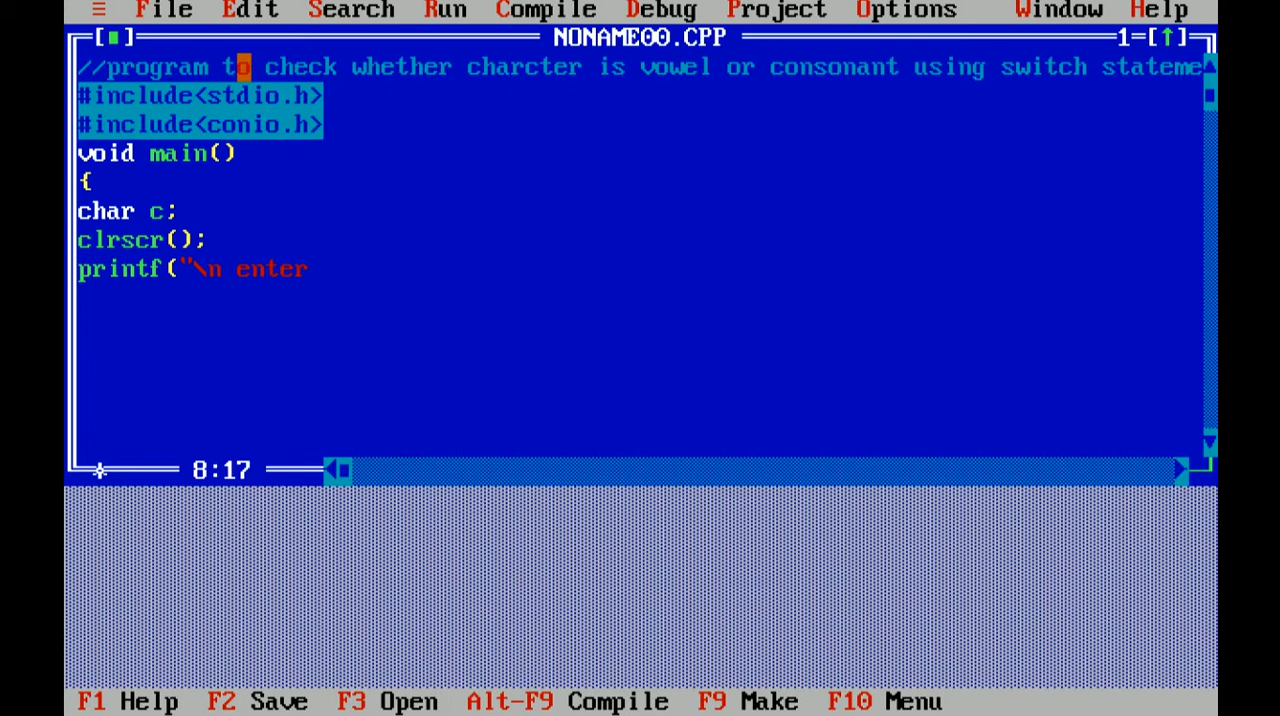 ≡ File Edit Search Run Compile Debug Project Options Window Help
[■] NONAME00.CPP 1=[↑]
//program to check whether charcter is vowel or consonant using switch stateme
#include<stdio.h>
#include<conio.h>
void main()
{
char c;
clrscr();
printf("\n enter
8:17
F1 Help F2 Save F3 Open Alt-F9 Compile F9 Make F10 Menu